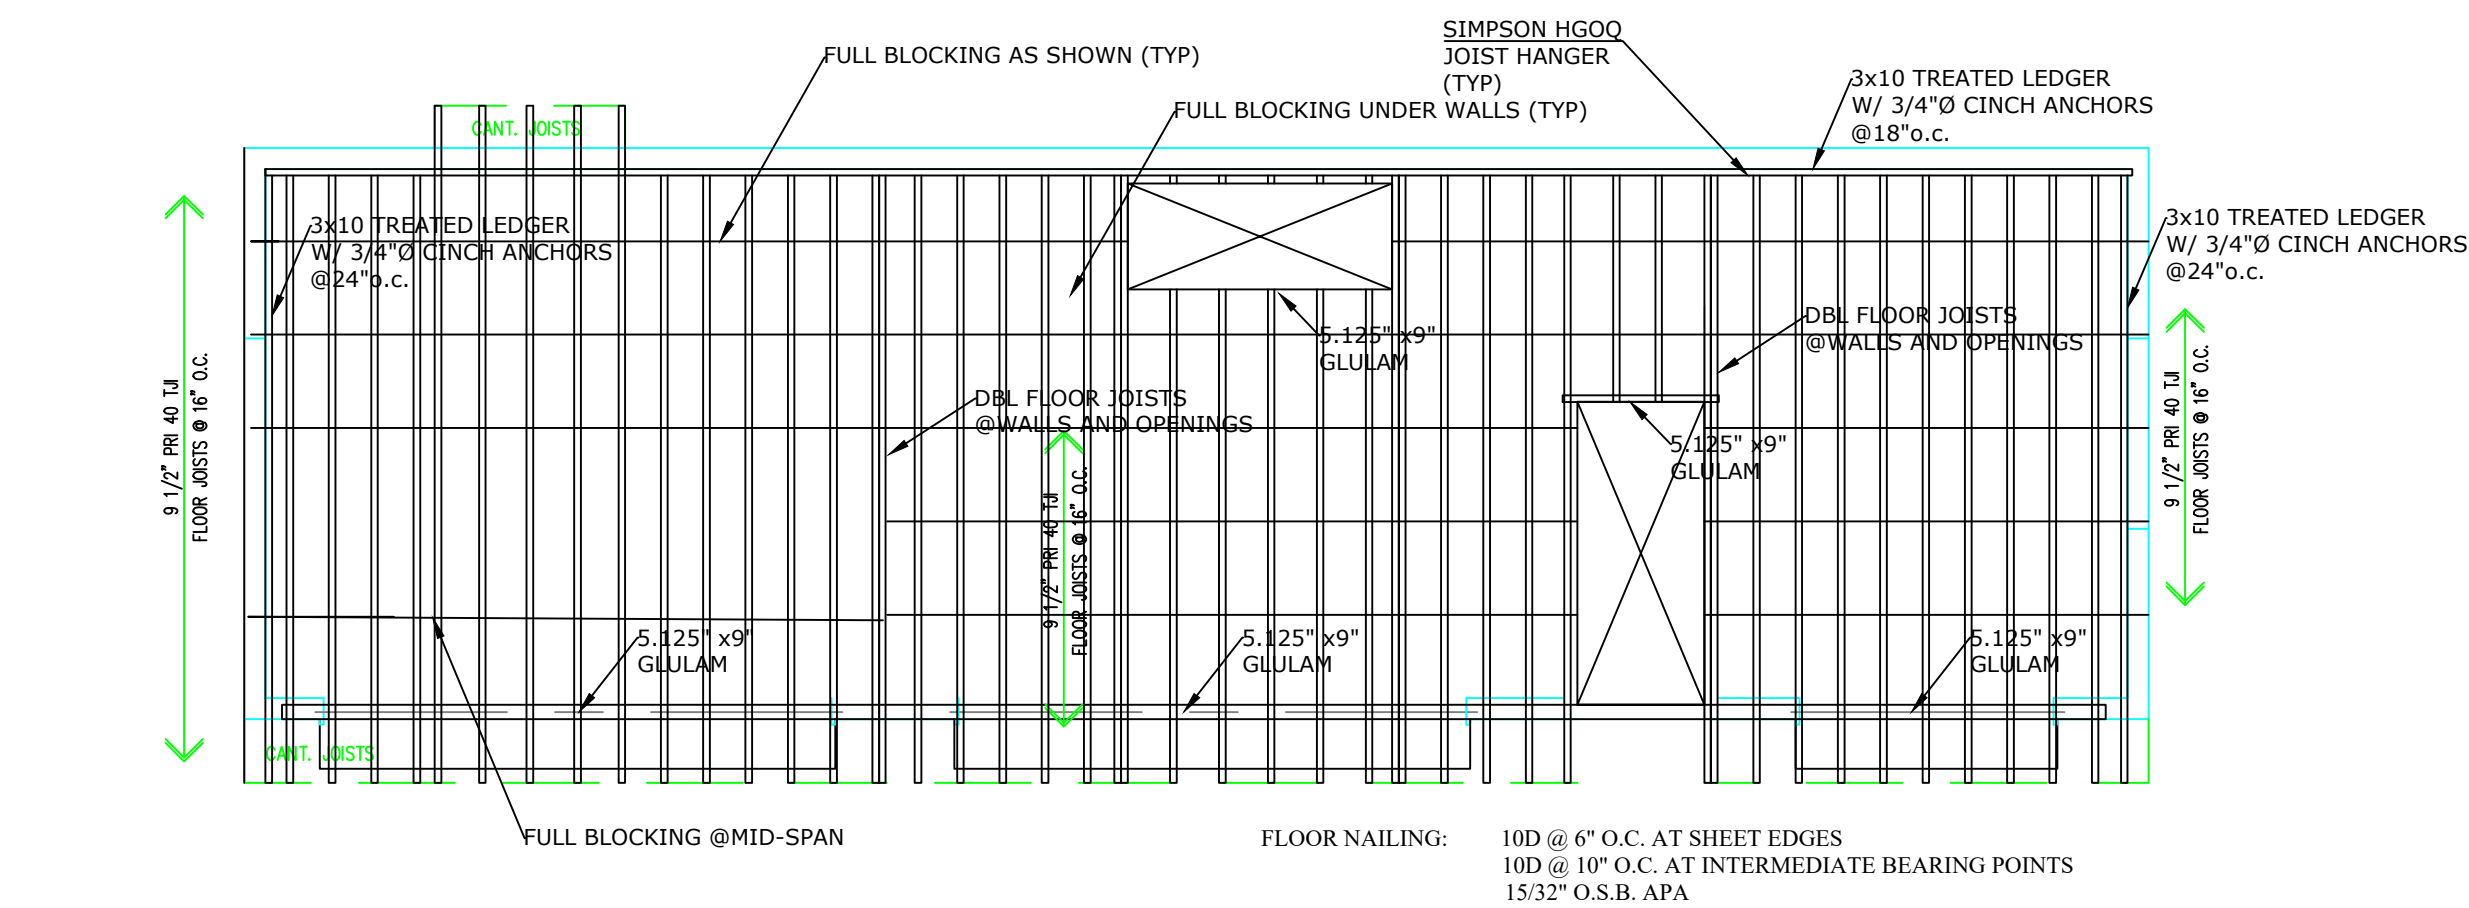 SIMPSON HGOQ
JOIST HANGER
(TYP)
FULL BLOCKING AS SHOWN (TYP)
3x10 TREATED LEDGER
W/ 3/4"Ø CINCH ANCHORS
@18"o.c.
FULL BLOCKING UNDER WALLS (TYP)
CANT. JOISTS
3x10 TREATED LEDGER
W/ 3/4"Ø CINCH ANCHORS
@24"o.c.
3x10 TREATED LEDGER
W/ 3/4"Ø CINCH ANCHORS
@24"o.c.
5.125" x9"
GLULAM
DBL FLOOR JOISTS
@WALLS AND OPENINGS
9 1/2" PRI 40 TJI
FLOOR JOISTS @ 16" O.C.
DBL FLOOR JOISTS
@WALLS AND OPENINGS
5.125" x9"
GLULAM
9 1/2" PRI 40 TJI
FLOOR JOISTS @ 16" O.C.
9 1/2" PRI 40 TJI
FLOOR JOISTS @ 16" O.C.
5.125" x9"
GLULAM
5.125" x9"
GLULAM
5.125" x9"
GLULAM
CANT. JOISTS
FULL BLOCKING @MID-SPAN
FLOOR NAILING: 10D @ 6" O.C. AT SHEET EDGES
10D @ 10" O.C. AT INTERMEDIATE BEARING POINTS
15/32" O.S.B. APA